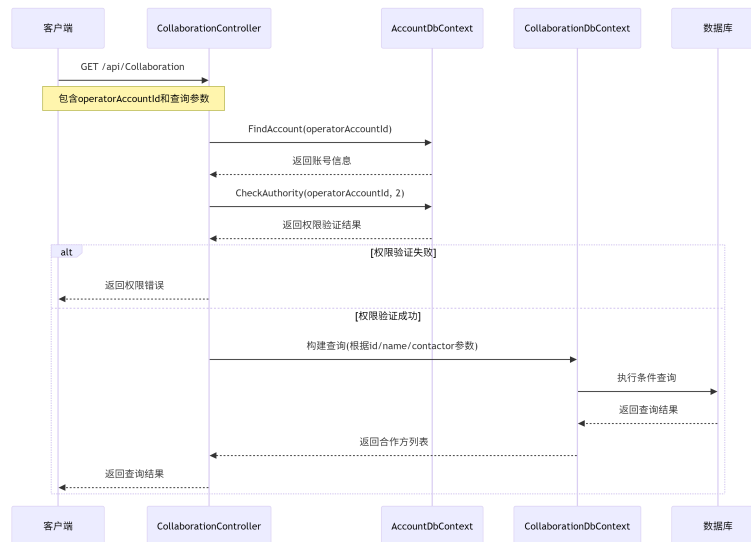 客户端
CollaborationController
AccountDbContext
CollaborationDbContext
数据库
GET /api/Collaboration
包含operatorAccountId和查询参数
FindAccount(operatorAccountId)
返回账号信息
CheckAuthority(operatorAccountId, 2)
返回权限验证结果
alt
[权限验证失败]
返回权限错误
[权限验证成功]
构建查询(根据id/name/contactor参数)
执行条件查询
返回查询结果
返回合作方列表
返回查询结果
客户端
CollaborationController
AccountDbContext
CollaborationDbContext
数据库